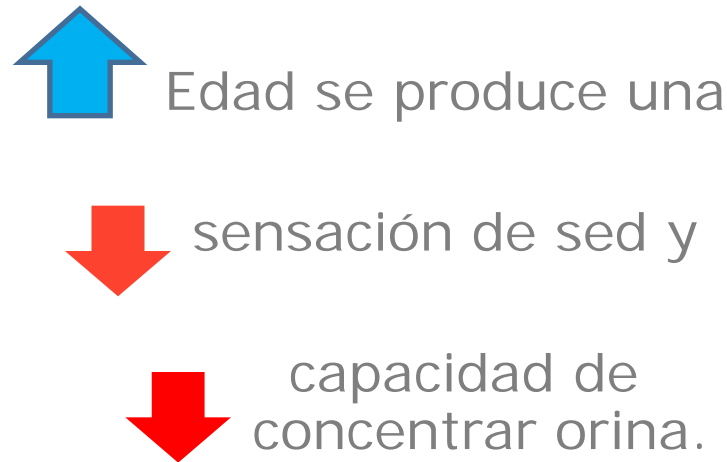 Edad se produce una
sensación de sed y
capacidad de
concentrar orina.